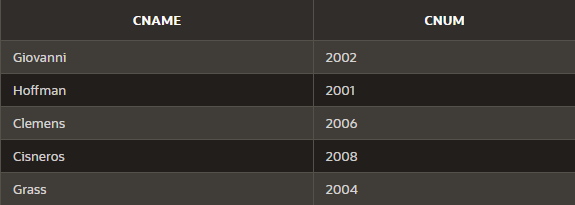 CNAME CNUM
Giovanni 2002
Hoffman 2001
Clemens 2006
Cisneros 2008
Grass 2004